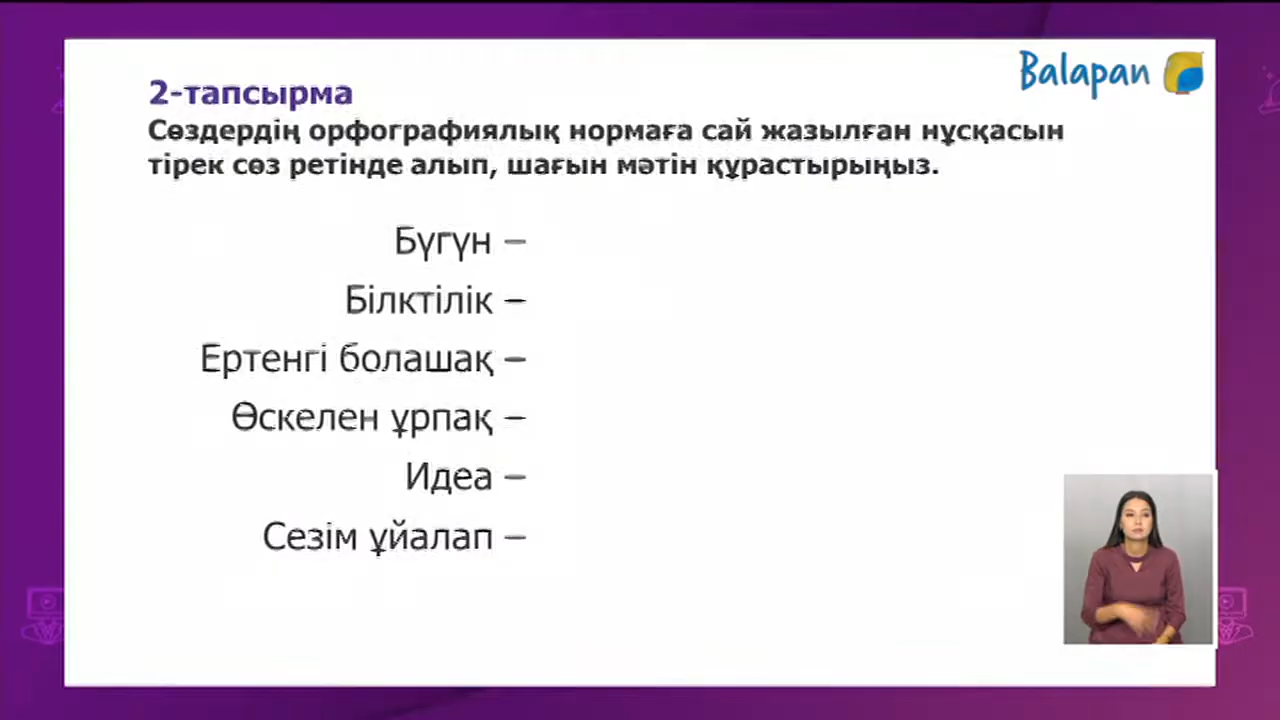 Balapan
2-тапсырма
Сөздердің орфографиялық нормаға сай жазылған нұсқасын
тірек сөз ретінде алып, шағын мәтін құрастырыңыз.
Бүгүн –
Білктілік –
Ертенгі болашақ –
Өскелен ұрпақ –
Идеа –
Сезім ұйалап –